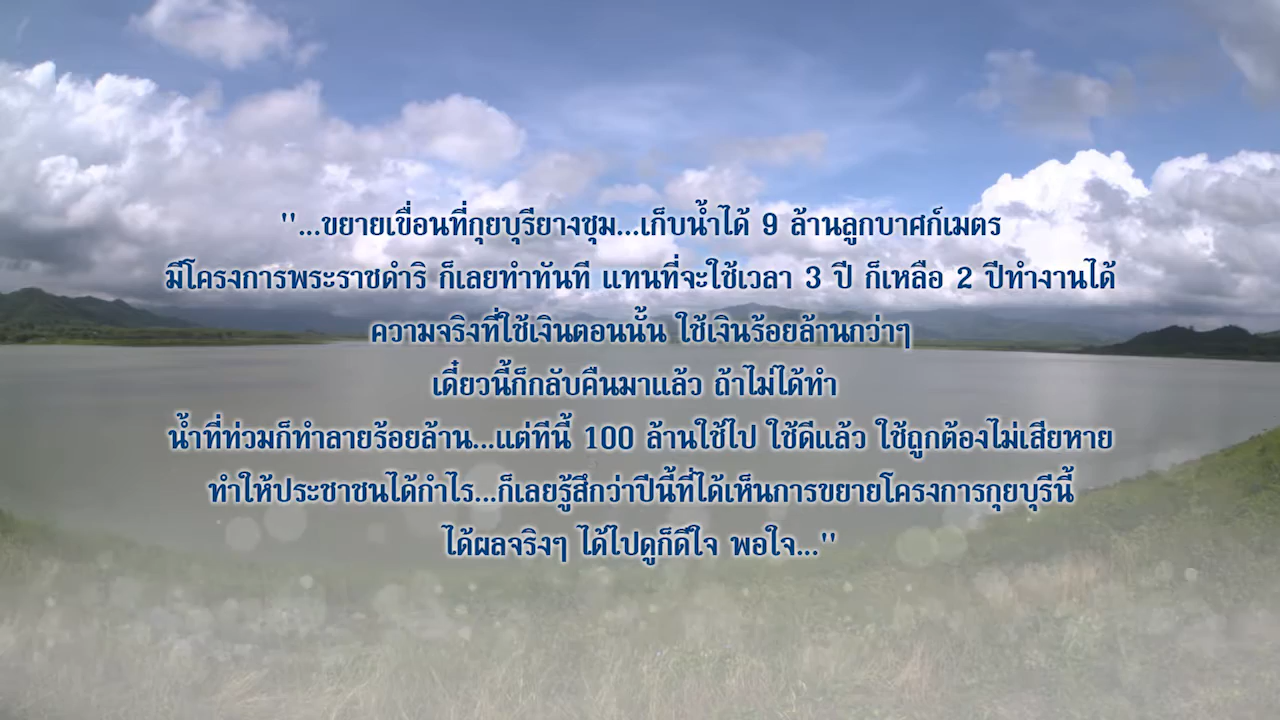 "...ขยายเขื่อนที่กุยบุรียางชุม...เก็บน้ำได้ 9 ล้านลูกบาศก์เมตร
มีโครงการพระราชดำริ ก็เลยทำทันที แทนที่จะใช้เวลา 3 ปี ก็เหลือ 2 ปีทำงานได้
ความจริงที่ใช้เงินตอนนั้น ใช้เงินร้อยล้านกว่าๆ
เดี๋ยวนี้ก็กลับคืนมาแล้ว ถ้าไม่ได้ทำ
น้ำที่ท่วมก็ทำลายร้อยล้าน...แต่ทีนี้ 100 ล้านใช้ไป ใช้ดีแล้ว ใช้ถูกต้องไม่เสียหาย
ทำให้ประชาชนได้กำไร...ก็เลยรู้สึกว่าปีนี้ที่ได้เห็นการขยายโครงการกุยบุรีนี้
ได้ผลจริงๆ ได้ไปดูก็ดีใจ พอใจ..."